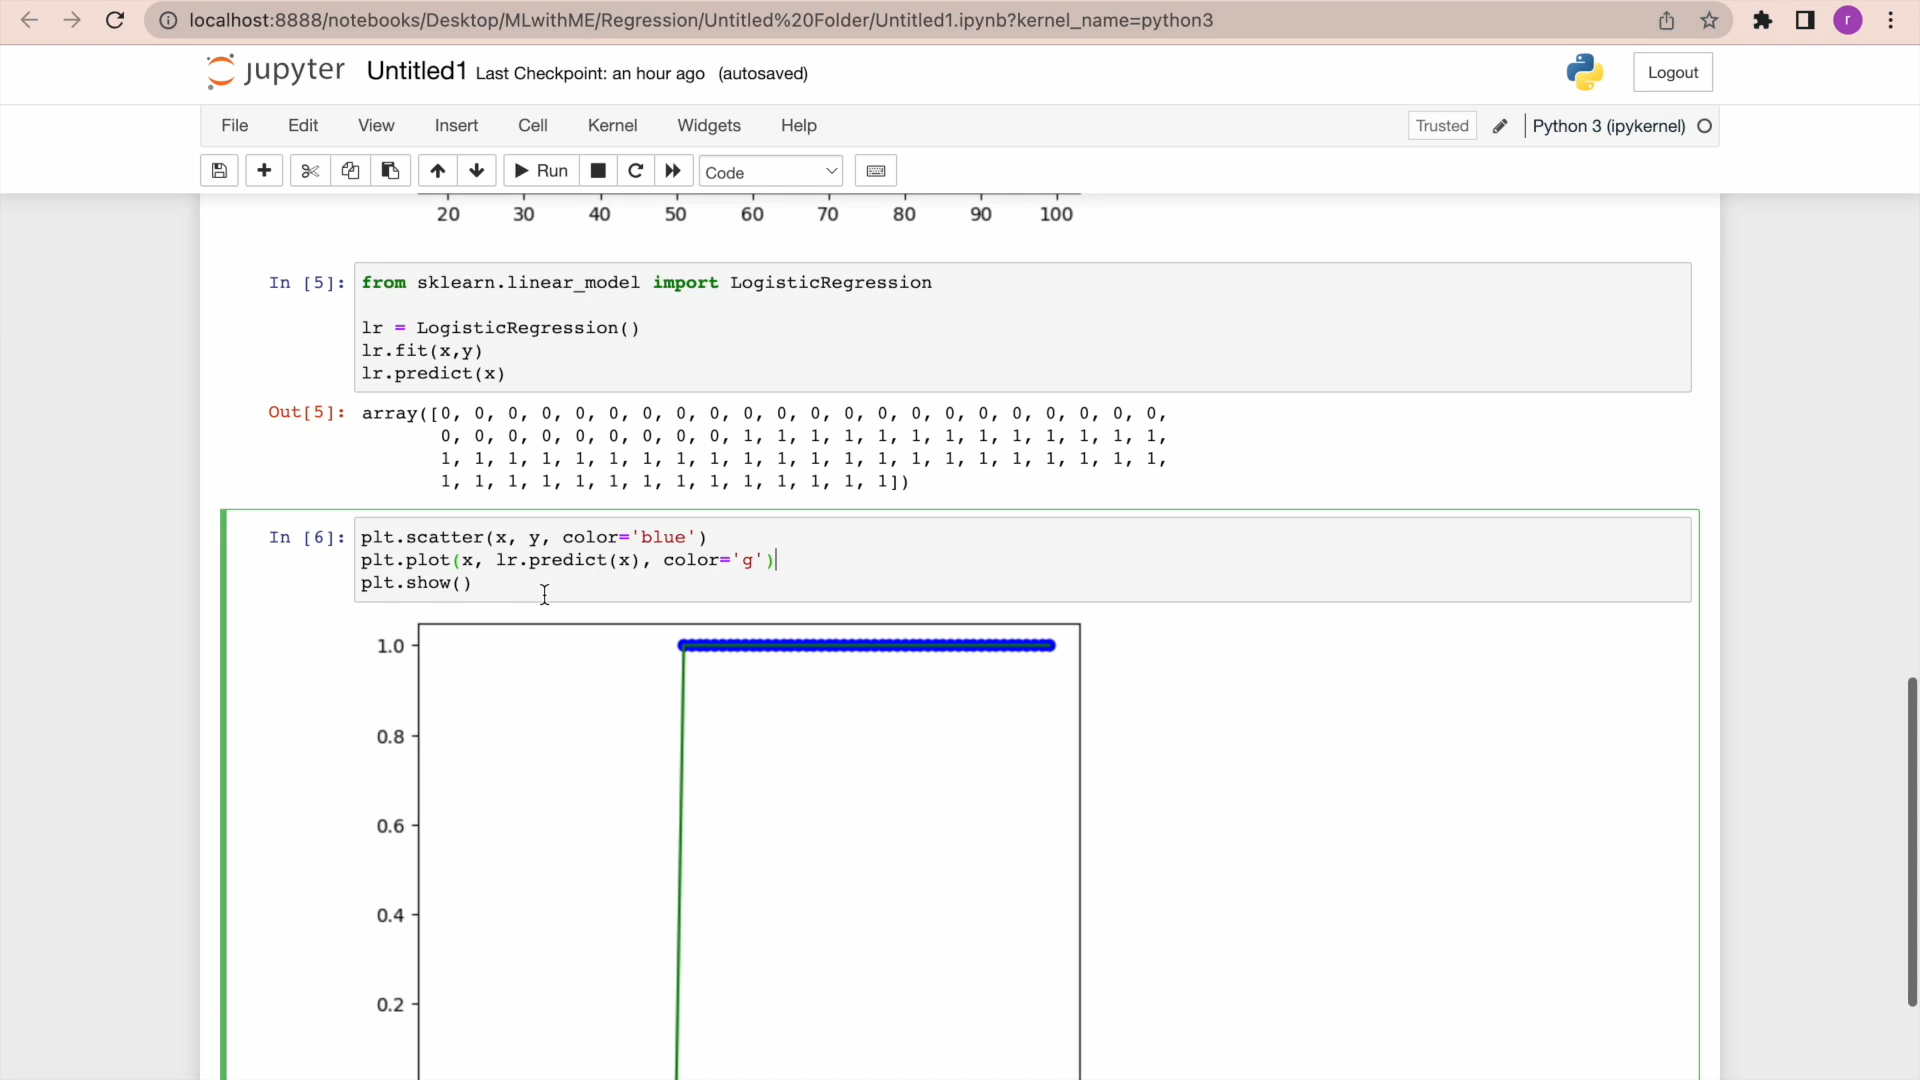 localhost:8888/notebooks/Desktop/MLwithME/Regression/Untitled%20Folder/Untitled1.ipynb?kernel_name=python3
r
jupyter Untitled1 Last Checkpoint: an hour ago (autosaved)
Logout
File Edit View Insert Cell Kernel Widgets Help
Trusted Python 3 (ipykernel)
Run Code
20 30 40 50 60 70 80 90 100
In [5]: from sklearn.linear_model import LogisticRegression
lr = LogisticRegression()
lr.fit(x,y)
lr.predict(x)
Out[5]: array([0, 0, 0, 0, 0, 0, 0, 0, 0, 0, 0, 0, 0, 0, 0, 0, 0, 0, 0, 0, 0, 0,
0, 0, 0, 0, 0, 0, 0, 0, 0, 1, 1, 1, 1, 1, 1, 1, 1, 1, 1, 1, 1, 1,
1, 1, 1, 1, 1, 1, 1, 1, 1, 1, 1, 1, 1, 1, 1, 1, 1, 1, 1, 1, 1, 1,
1, 1, 1, 1, 1, 1, 1, 1, 1, 1, 1, 1, 1, 1])
In [6]: plt.scatter(x, y, color='blue')
plt.plot(x, lr.predict(x), color='g')
plt.show()
1.0
0.8
0.6
0.4
0.2